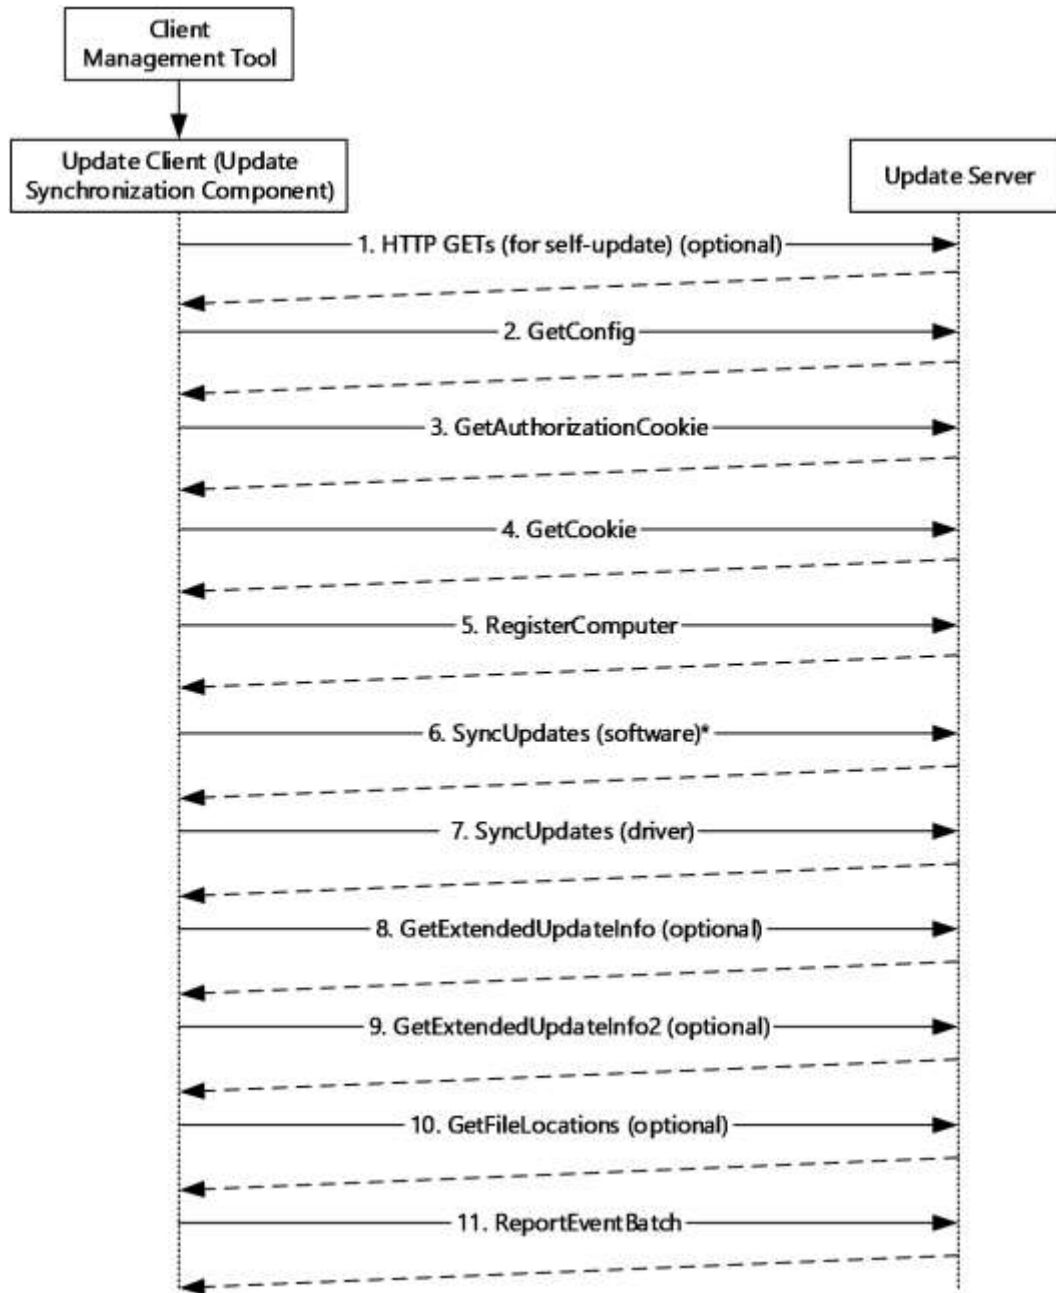 Client
Management Tool
Update Client (Update
Synchronization Component)
Update Server
1. HTTP GETs (for self-update) (optional)
2. GetConfig
3. GetAuthorizationCookie
4. GetCookie
5. RegisterComputer
6. SyncUpdates (software)*
7. SyncUpdates (driver)
8. GetExtendedUpdateInfo (optional)
9. GetExtendedUpdateInfo2 (optional)
10. GetFileLocations (optional)
11. ReportEventBatch